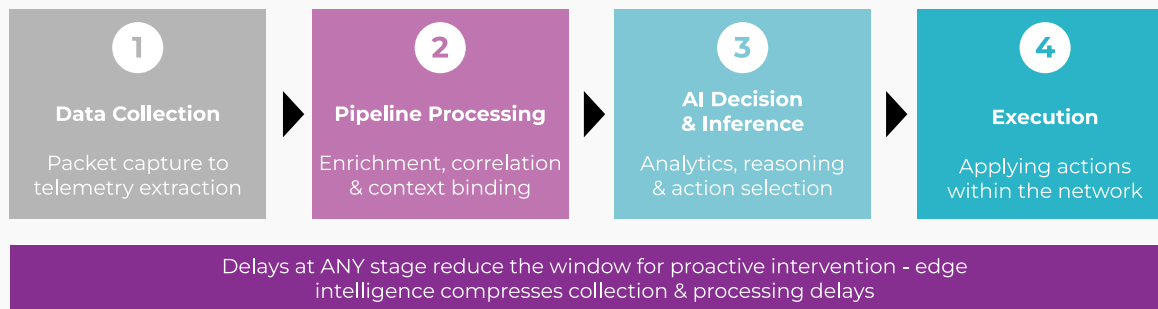 1
Data Collection
Packet capture to
telemetry extraction
2
Pipeline Processing
Enrichment, correlation
& context binding
3
AI Decision
& Inference
Analytics, reasoning
& action selection
4
Execution
Applying actions
within the network
Delays at ANY stage reduce the window for proactive intervention - edge
intelligence compresses collection & processing delays